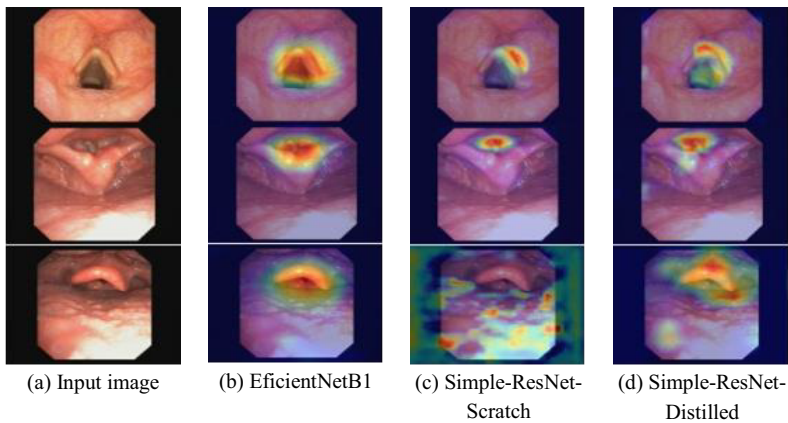 (a) Input image
(b) EficientNetB1
(c) Simple-ResNet-
Scratch
(d) Simple-ResNet-
Distilled